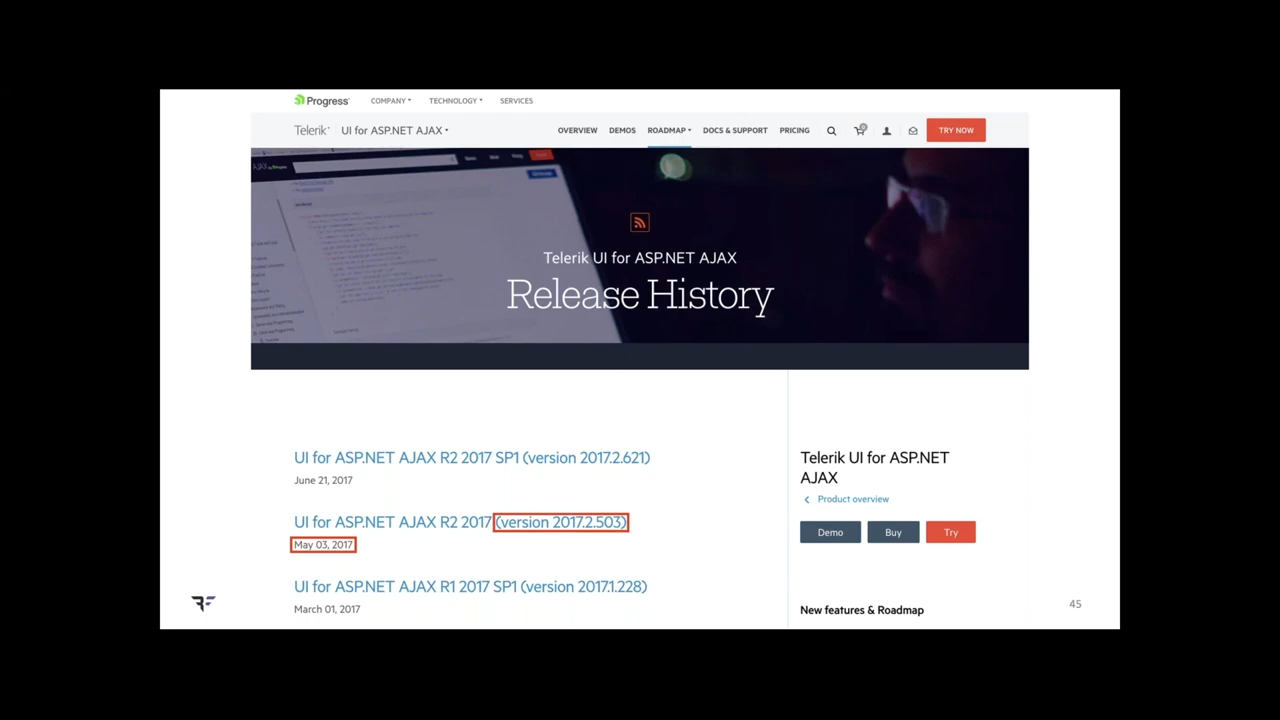 Progress
COMPANY TECHNOLOGY SERVICES
Telerik UI for ASP.NET AJAX
OVERVIEW DEMOS ROADMAP DOCS & SUPPORT PRICING 0 TRY NOW
Telerik UI for ASP.NET AJAX
Release History
UI for ASP.NET AJAX R2 2017 SP1 (version 2017.2.621)
June 21, 2017
UI for ASP.NET AJAX R2 2017 (version 2017.2.503)
May 03, 2017
UI for ASP.NET AJAX R1 2017 SP1 (version 2017.1.228)
March 01, 2017
Telerik UI for ASP.NET
AJAX
Product overview
Demo Buy Try
New features & Roadmap
RF
45